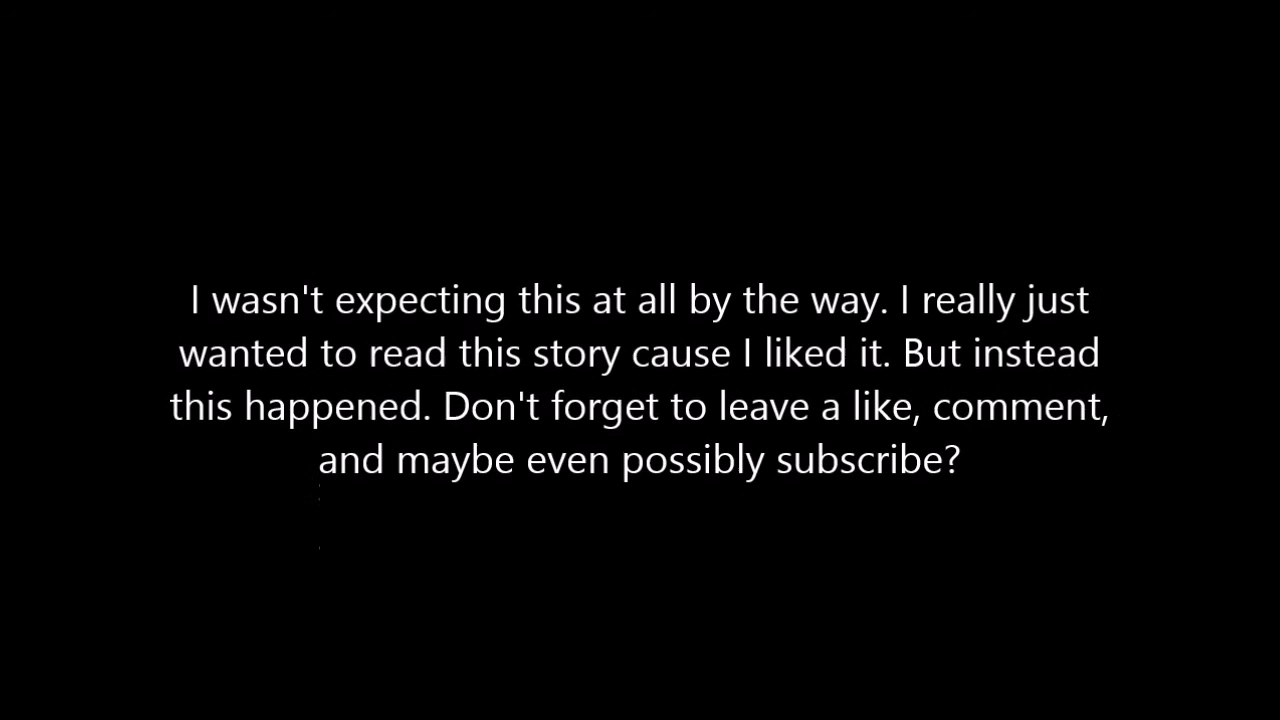 I wasn't expecting this at all by the way. I really just
wanted to read this story cause I liked it. But instead
this happened. Don't forget to leave a like, comment,
and maybe even possibly subscribe?